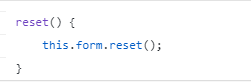 reset() {
    this.form.reset();
}